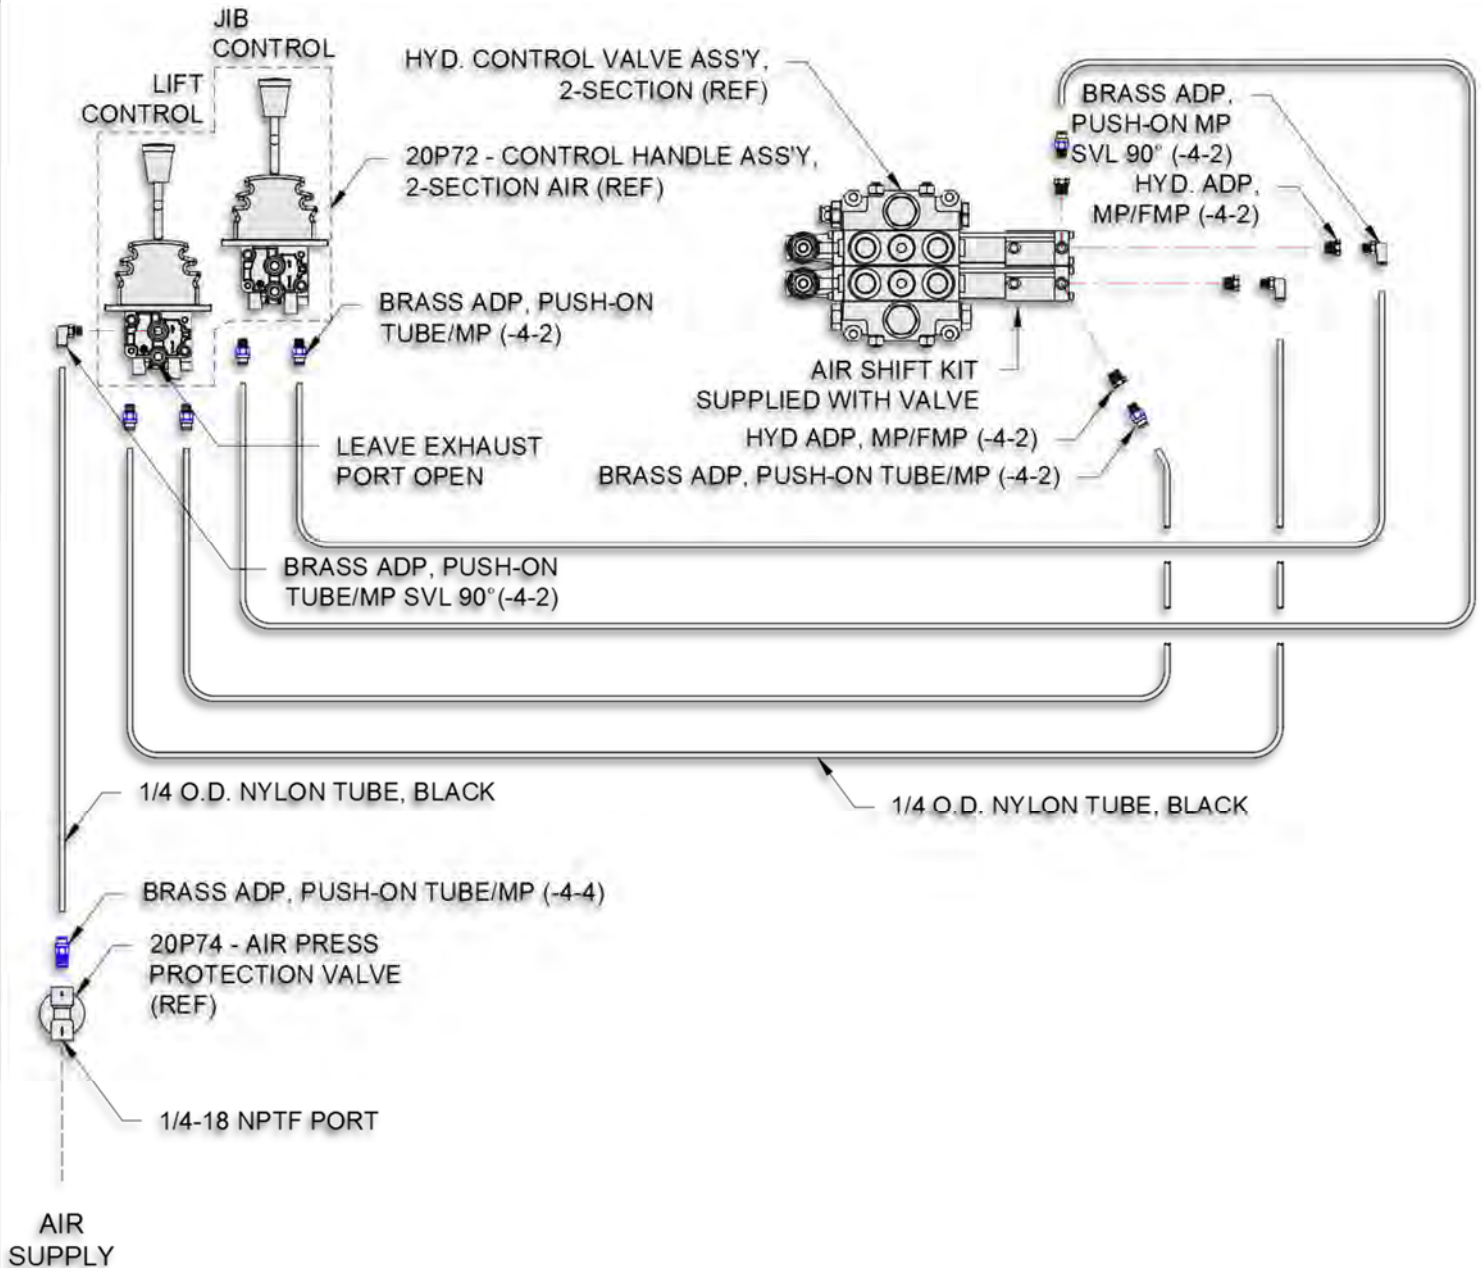 JIB
CONTROL
LIFT
CONTROL
HYD. CONTROL VALVE ASS'Y,
2-SECTION (REF)
20P72 - CONTROL HANDLE ASS'Y,
2-SECTION AIR (REF)
BRASS ADP,
PUSH-ON MP
SVL 90° (-4-2)
HYD. ADP,
MP/FMP (-4-2)
BRASS ADP, PUSH-ON
TUBE/MP (-4-2)
AIR SHIFT KIT
SUPPLIED WITH VALVE
HYD ADP, MP/FMP (-4-2)
BRASS ADP, PUSH-ON TUBE/MP (-4-2)
LEAVE EXHAUST
PORT OPEN
BRASS ADP, PUSH-ON
TUBE/MP SVL 90°(-4-2)
1/4 O.D. NYLON TUBE, BLACK
1/4 O.D. NYLON TUBE, BLACK
BRASS ADP, PUSH-ON TUBE/MP (-4-4)
20P74 - AIR PRESS
PROTECTION VALVE
(REF)
1/4-18 NPTF PORT
AIR
SUPPLY